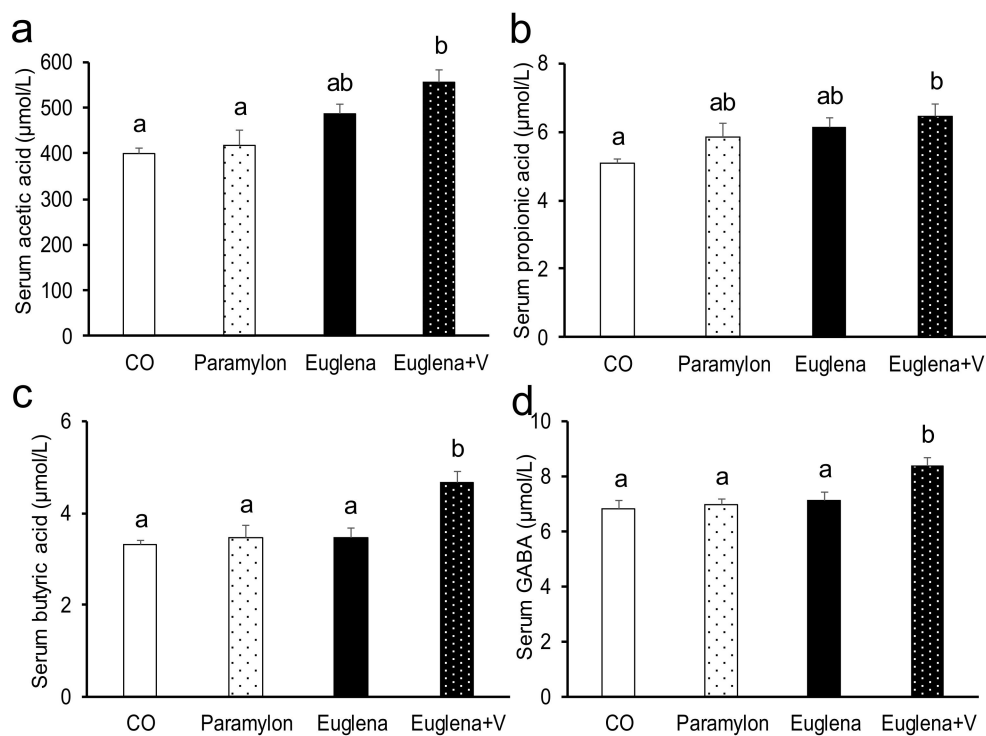 a
Serum acetic acid (µmol/L)
600
500
400
300
200
100
0
a
a
ab
b
CO Paramylon Euglena Euglena+V
b
Serum propionic acid (µmol/L)
8
6
4
2
0
a
ab
ab
b
CO Paramylon Euglena Euglena+V
c
Serum butyric acid (µmol/L)
6
4
2
0
a
a
a
b
CO Paramylon Euglena Euglena+V
d
Serum GABA (µmol/L)
10
8
6
4
2
0
a
a
a
b
CO Paramylon Euglena Euglena+V